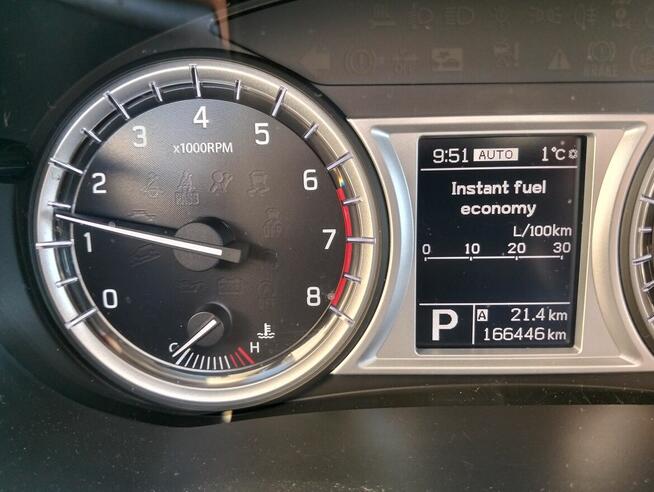 0
1
2
3
4
5
6
7
8
x1000RPM
C
H
9:51 AUTO 1°C
Instant fuel
economy
L/100km
0 10 20 30
P
A 21.4 km
166446 km